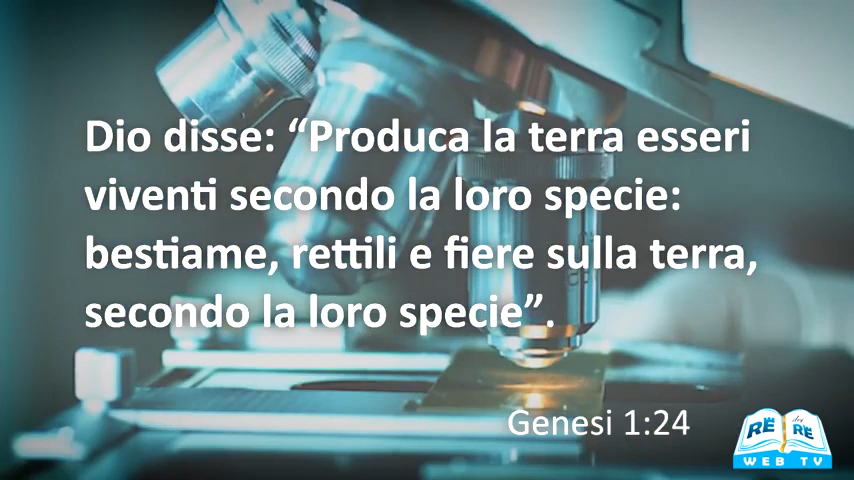 Dio disse: “Produca la terra esseri
viventi secondo la loro specie:
bestiame, rettili e fiere sulla terra,
secondo la loro specie”.
Genesi 1:24
RE dei RE
WEB TV